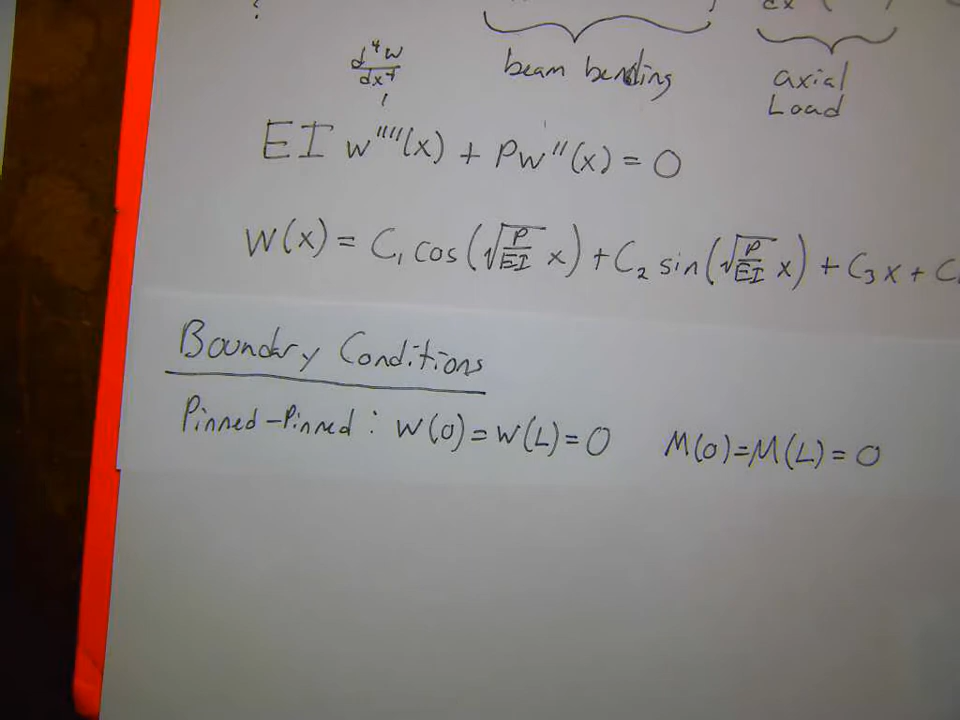 ?
dx
beam bending
axial
Load
d⁴w
dx⁴
EI w''''(x) + Pw''(x) = 0
W(x) = C₁ cos(√(P/EI) x) + C₂ sin(√(P/EI) x) + C₃x + C
Boundary Conditions
Pinned-Pinned : W(0)=W(L)=0 M(0)=M(L)=0